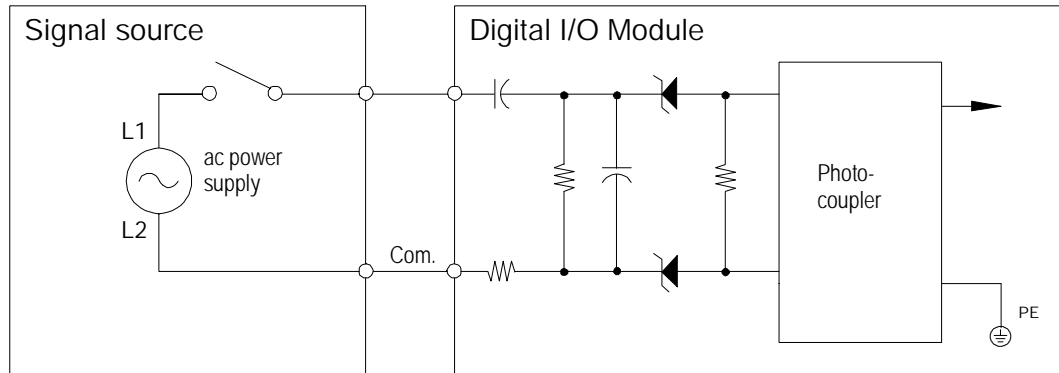 Signal source
Digital I/O Module
L1
ac power
supply
L2
Com.
Photo-
coupler
PE